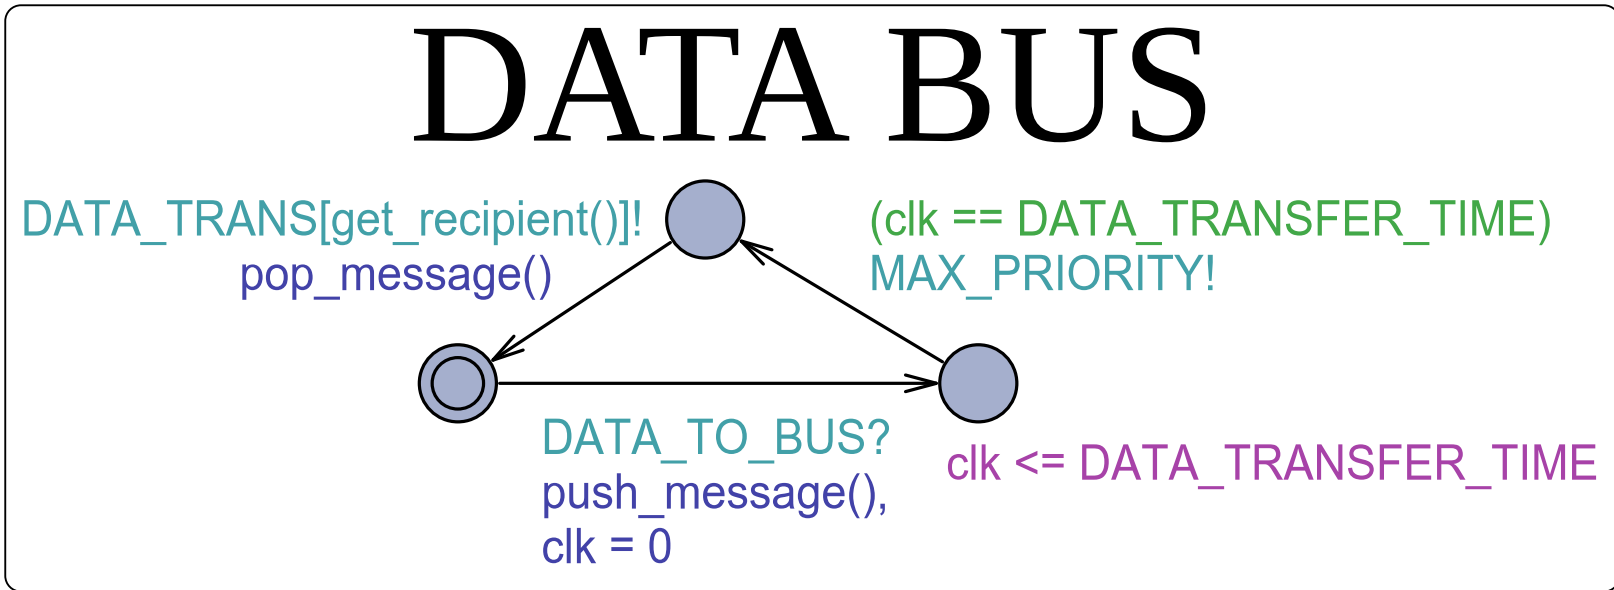 DATA BUS
DATA_TRANS[get_recipient()]!
pop_message()
(clk == DATA_TRANSFER_TIME)
MAX_PRIORITY!
DATA_TO_BUS?
push_message(),
clk = 0
clk <= DATA_TRANSFER_TIME